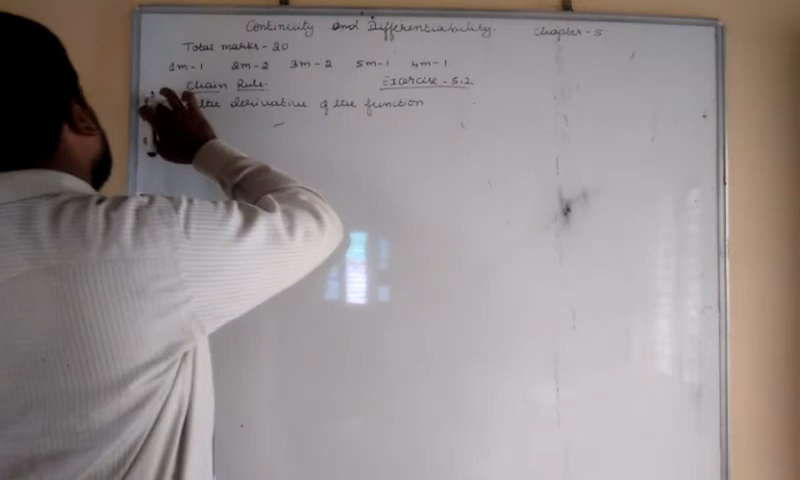 Continuity and Differentiability. Chapter-5
Total marks - 20
1m-1 2m-2 3m-2 5m-1 4m-1
Chain Rule. Exercise - 5.2
the derivative of the function